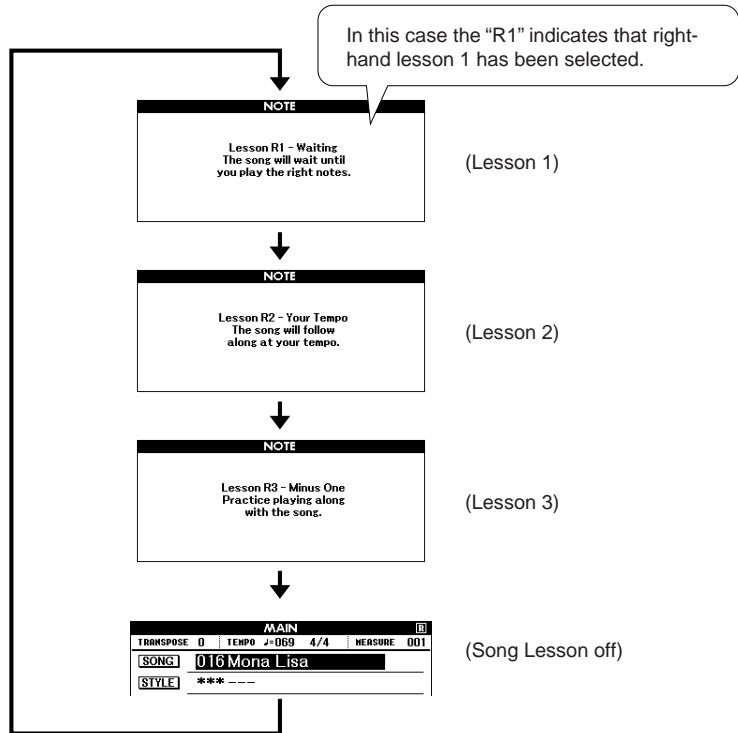 In this case the “R1” indicates that right-
hand lesson 1 has been selected.
NOTE
Lesson R1 - Waiting
The song will wait until
you play the right notes.
(Lesson 1)
NOTE
Lesson R2 - Your Tempo
The song will follow
along at your tempo.
(Lesson 2)
NOTE
Lesson R3 - Minus One
Practice playing along
with the song.
(Lesson 3)
MAIN R
TRANSPOSE 0 TEMPO ♩=069 4/4 MEASURE 001
SONG 016 Mona Lisa
(Song Lesson off)
STYLE *** ---